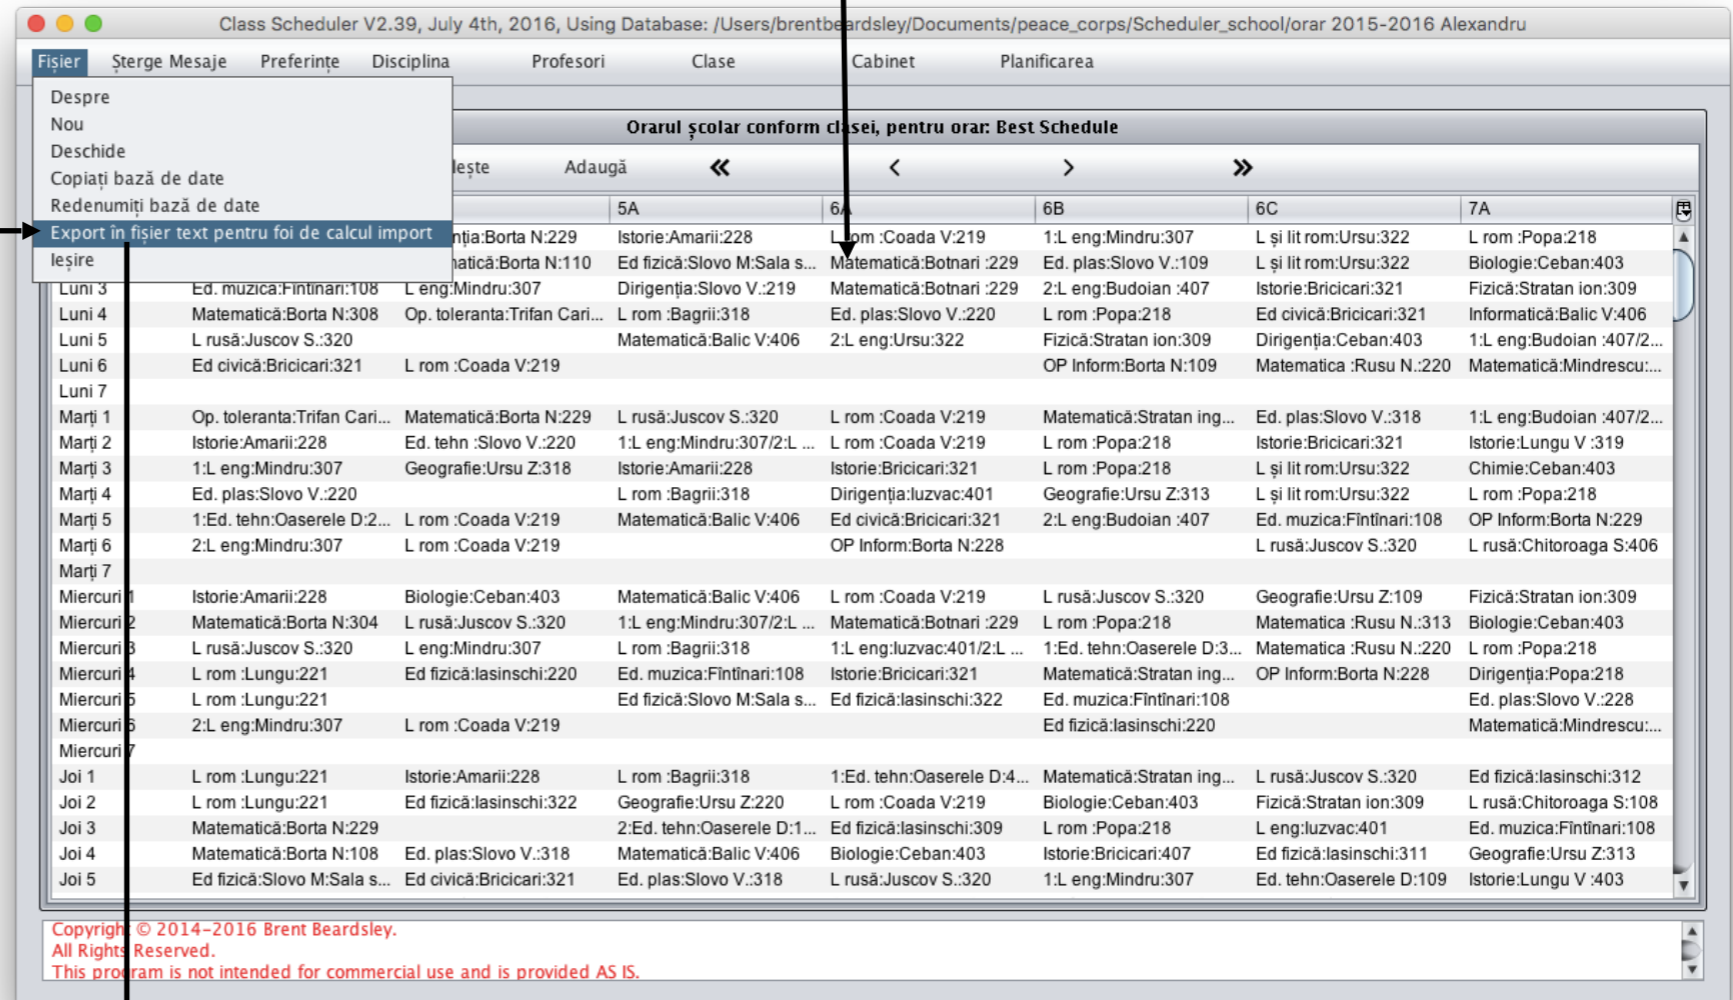 Class Scheduler V2.39, July 4th, 2016, Using Database: /Users/brentbeardsley/Documents/peace_corps/Scheduler_school/orar 2015-2016 Alexandru
Fișier Șterge Mesaje Preferințe Disciplina Profesori Clase Cabinet Planificarea
Despre
Nou
Deschide
Copiați bază de date
Redenumiți bază de date
Export în fișier text pentru foi de calcul import
Ieșire
Orarul școlar conform clasei, pentru orar: Best Schedule
Adaugă « < > »
5A 6A 6B 6C 7A
:Borta N:229 Istorie:Amarii:228 L rom :Coada V:219 1:L eng:Mindru:307 L și lit rom:Ursu:322 L rom :Popa:218
:Borta N:110 Ed fizică:Slovo M:Sala s... Matematică:Botnari :229 Ed. plas:Slovo V.:109 L și lit rom:Ursu:322 Biologie:Ceban:403
Luni 3 Ed. muzica:Fîntînari:108 L eng:Mindru:307 Dirigenția:Slovo V.:219 Matematică:Botnari :229 2:L eng:Budoian :407 Istorie:Bricicari:321 Fizică:Stratan ion:309
Luni 4 Matematică:Borta N:308 Op. toleranta:Trifan Cari... L rom :Bagrii:318 Ed. plas:Slovo V.:220 L rom :Popa:218 Ed civică:Bricicari:321 Informatică:Balic V:406
Luni 5 L rusă:Juscov S.:320 Matematică:Balic V:406 2:L eng:Ursu:322 Fizică:Stratan ion:309 Dirigenția:Ceban:403 1:L eng:Budoian :407/2...
Luni 6 Ed civică:Bricicari:321 L rom :Coada V:219 OP Inform:Borta N:109 Matematica :Rusu N.:220 Matematică:Mindrescu:...
Luni 7
Marți 1 Op. toleranta:Trifan Cari... Matematică:Borta N:229 L rusă:Juscov S.:320 L rom :Coada V:219 Matematică:Stratan ing... Ed. plas:Slovo V.:318 1:L eng:Budoian :407/2...
Marți 2 Istorie:Amarii:228 Ed. tehn :Slovo V.:220 1:L eng:Mindru:307/2:L ... L rom :Coada V:219 L rom :Popa:218 Istorie:Bricicari:321 Istorie:Lungu V :319
Marți 3 1:L eng:Mindru:307 Geografie:Ursu Z:318 Istorie:Amarii:228 Istorie:Bricicari:321 L rom :Popa:218 L și lit rom:Ursu:322 Chimie:Ceban:403
Marți 4 Ed. plas:Slovo V.:220 L rom :Bagrii:318 Dirigenția:Iuzvac:401 Geografie:Ursu Z:313 L și lit rom:Ursu:322 L rom :Popa:218
Marți 5 1:Ed. tehn:Oaserele D:2... L rom :Coada V:219 Matematică:Balic V:406 Ed civică:Bricicari:321 2:L eng:Budoian :407 Ed. muzica:Fîntînari:108 OP Inform:Borta N:229
Marți 6 2:L eng:Mindru:307 L rom :Coada V:219 OP Inform:Borta N:228 L rusă:Juscov S.:320 L rusă:Chitoroaga S:406
Marți 7
Miercuri 1 Istorie:Amarii:228 Biologie:Ceban:403 Matematică:Balic V:406 L rom :Coada V:219 L rusă:Juscov S.:320 Geografie:Ursu Z:109 Fizică:Stratan ion:309
Miercuri 2 Matematică:Borta N:304 L rusă:Juscov S.:320 1:L eng:Mindru:307/2:L ... Matematică:Botnari :229 L rom :Popa:218 Matematica :Rusu N.:313 Biologie:Ceban:403
Miercuri 3 L rusă:Juscov S.:320 L eng:Mindru:307 L rom :Bagrii:318 1:L eng:Iuzvac:401/2:L ... 1:Ed. tehn:Oaserele D:3... Matematica :Rusu N.:220 L rom :Popa:218
Miercuri 4 L rom :Lungu:221 Ed fizică:Iasinschi:220 Ed. muzica:Fîntînari:108 Istorie:Bricicari:321 Matematică:Stratan ing... OP Inform:Borta N:228 Dirigenția:Popa:218
Miercuri 5 L rom :Lungu:221 Ed fizică:Slovo M:Sala s... Ed fizică:Iasinschi:322 Ed. muzica:Fîntînari:108 Ed. plas:Slovo V.:228
Miercuri 6 2:L eng:Mindru:307 L rom :Coada V:219 Ed fizică:Iasinschi:220 Matematică:Mindrescu:...
Miercuri 7
Joi 1 L rom :Lungu:221 Istorie:Amarii:228 L rom :Bagrii:318 1:Ed. tehn:Oaserele D:4... Matematică:Stratan ing... L rusă:Juscov S.:320 Ed fizică:Iasinschi:312
Joi 2 L rom :Lungu:221 Ed fizică:Iasinschi:322 Geografie:Ursu Z:220 L rom :Coada V:219 Biologie:Ceban:403 Fizică:Stratan ion:309 L rusă:Chitoroaga S:108
Joi 3 Matematică:Borta N:229 2:Ed. tehn:Oaserele D:1... Ed fizică:Iasinschi:309 L rom :Popa:218 L eng:Iuzvac:401 Ed. muzica:Fîntînari:108
Joi 4 Matematică:Borta N:108 Ed. plas:Slovo V.:318 Matematică:Balic V:406 Biologie:Ceban:403 Istorie:Bricicari:407 Ed fizică:Iasinschi:311 Geografie:Ursu Z:313
Joi 5 Ed fizică:Slovo M:Sala s... Ed civică:Bricicari:321 Ed. plas:Slovo V.:318 L rusă:Juscov S.:320 1:L eng:Mindru:307 Ed. tehn:Oaserele D:109 Istorie:Lungu V :403
Copyright © 2014-2016 Brent Beardsley.
All Rights Reserved.
This program is not intended for commercial use and is provided AS IS.